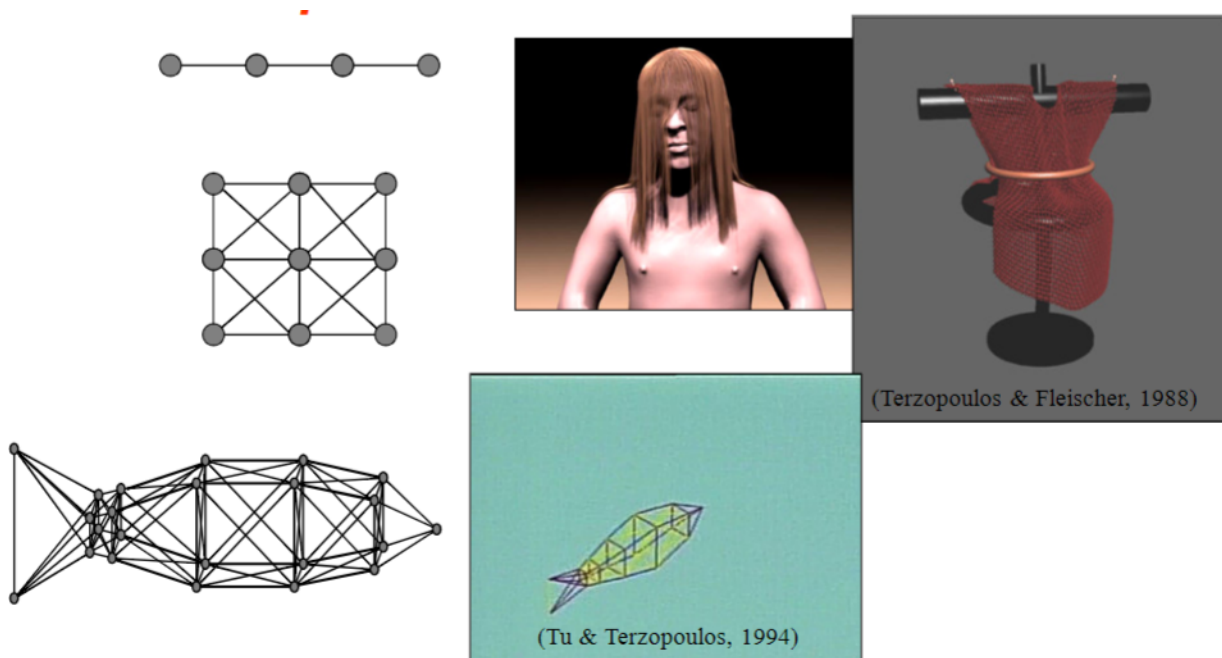 (Terzopoulos & Fleischer, 1988)
(Tu & Terzopoulos, 1994)